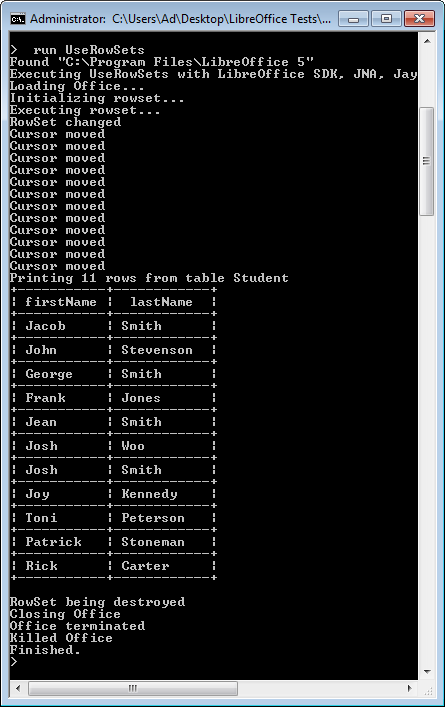 Administrator: C:\Users\Ad\Desktop\LibreOffice Tests\...
> run UseRowSets
Found "C:\Program Files\LibreOffice 5"
Executing UseRowSets with LibreOffice SDK, JNA, Jay
Loading Office...
Initializing rowset...
Executing rowset...
RowSet changed
Cursor moved
Cursor moved
Cursor moved
Cursor moved
Cursor moved
Cursor moved
Cursor moved
Cursor moved
Cursor moved
Cursor moved
Cursor moved
Cursor moved
Printing 11 rows from table Student
+-----------+------------+
¦ firstName ¦ lastName ¦
+-----------+------------+
¦ Jacob ¦ Smith ¦
+-----------+------------+
¦ John ¦ Stevenson ¦
+-----------+------------+
¦ George ¦ Smith ¦
+-----------+------------+
¦ Frank ¦ Jones ¦
+-----------+------------+
¦ Jean ¦ Smith ¦
+-----------+------------+
¦ Josh ¦ Woo ¦
+-----------+------------+
¦ Josh ¦ Smith ¦
+-----------+------------+
¦ Joy ¦ Kennedy ¦
+-----------+------------+
¦ Toni ¦ Peterson ¦
+-----------+------------+
¦ Patrick ¦ Stoneman ¦
+-----------+------------+
¦ Rick ¦ Carter ¦
+-----------+------------+
RowSet being destroyed
Closing Office
Office terminated
Killed Office
Finished.
>